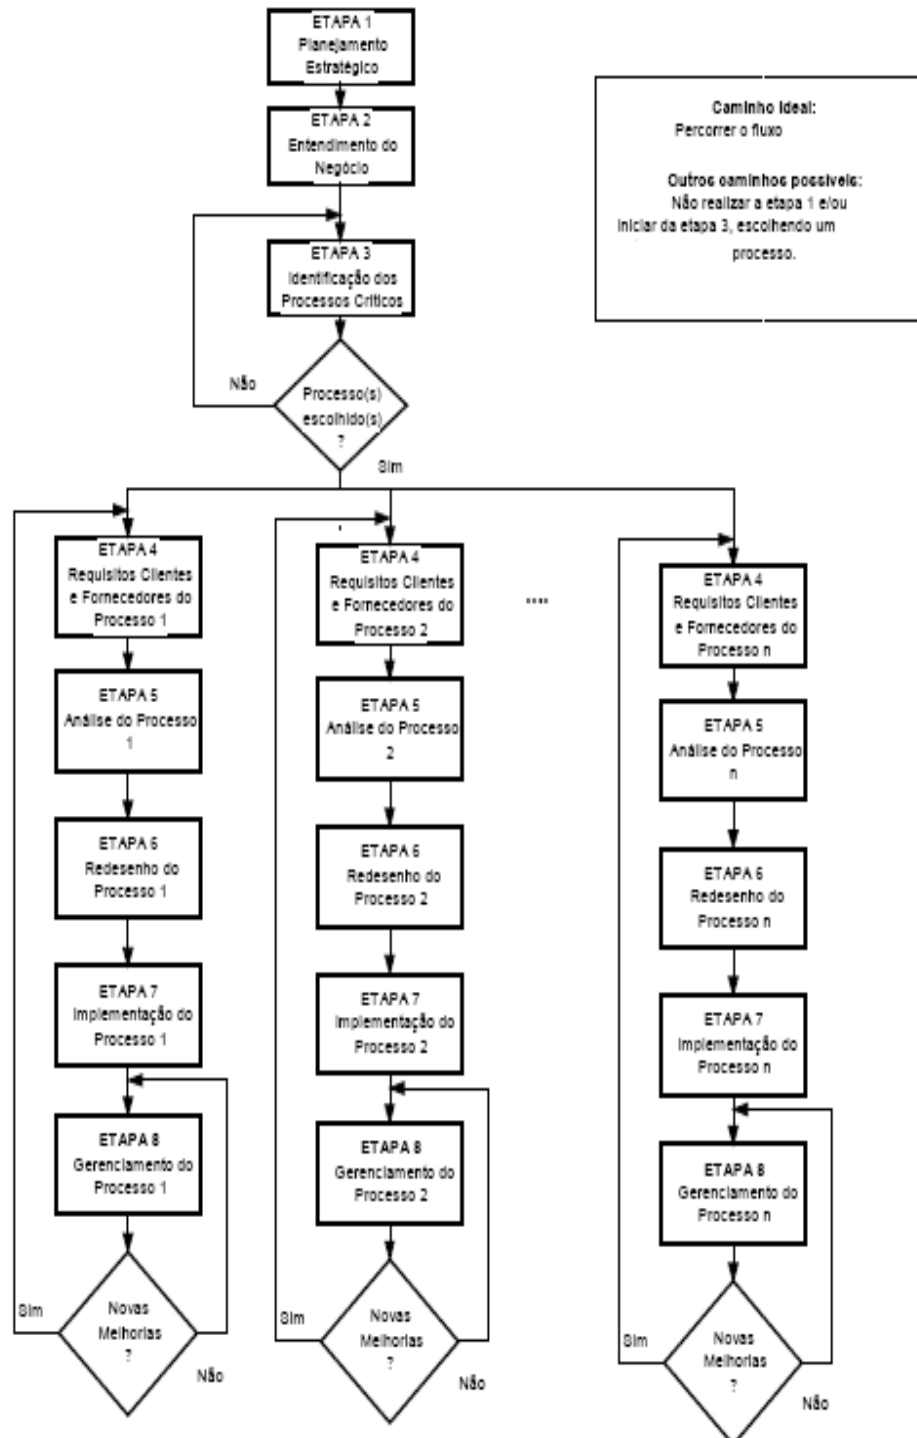 ETAPA 1
Planejamento
Estratégico
ETAPA 2
Entendimento do
Negócio
Caminho Ideal:
Percorrer o fluxo
Outros caminhos possíveis:
Não realizar a etapa 1 e/ou
Iniciar da etapa 3, escolhendo um
processo.
ETAPA 3
Identificação dos
Processos Críticos
Não
Processo(s)
escolhido(s)
?
Sim
ETAPA 4
Requisitos Clientes
e Fornecedores do
Processo 1
ETAPA 5
Análise do Processo
1
ETAPA 6
Redesenho do
Processo 1
ETAPA 7
Implementação do
Processo 1
ETAPA 8
Gerenciamento do
Processo 1
Sim
Novas
Melhorias
?
Não
ETAPA 4
Requisitos Clientes
e Fornecedores do
Processo 2
ETAPA 5
Análise do Processo
2
ETAPA 6
Redesenho do
Processo 2
ETAPA 7
Implementação do
Processo 2
ETAPA 8
Gerenciamento do
Processo 2
Sim
Novas
Melhorias
?
Não
....
ETAPA 4
Requisitos Clientes
e Fornecedores do
Processo n
ETAPA 5
Análise do Processo
n
ETAPA 6
Redesenho do
Processo n
ETAPA 7
Implementação do
Processo n
ETAPA 8
Gerenciamento do
Processo n
Sim
Novas
Melhorias
?
Não